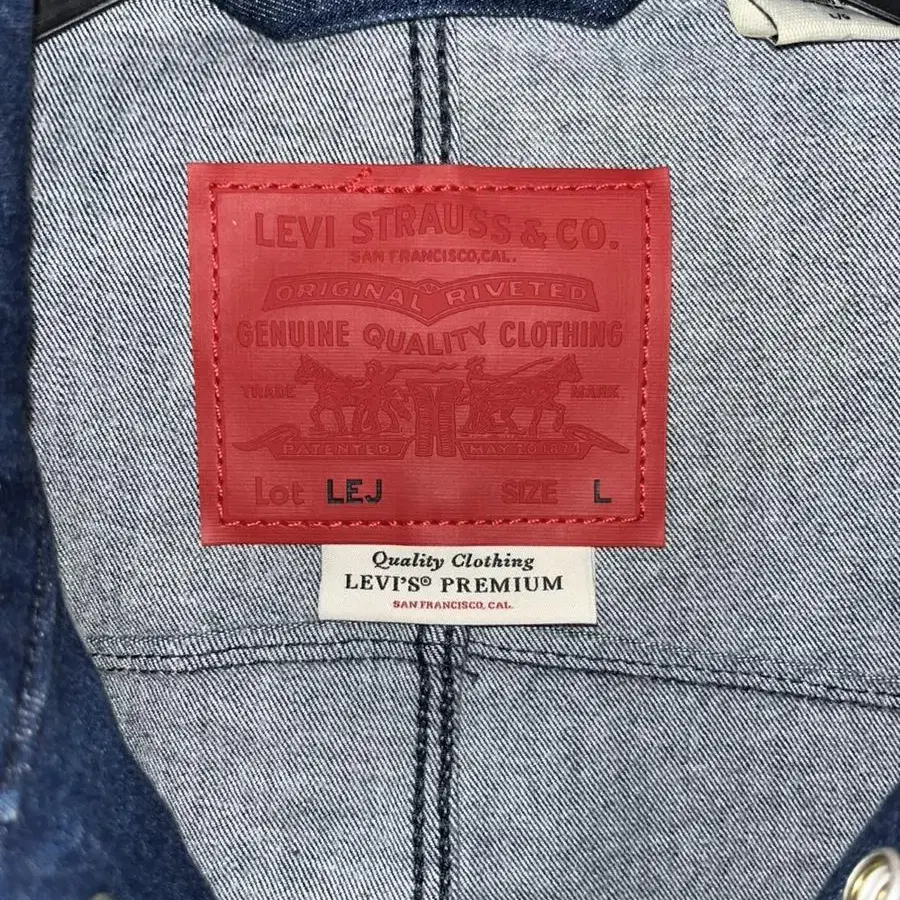 LEVI STRAUSS & CO.
SAN FRANCISCO, CAL.
ORIGINAL RIVETED
GENUINE QUALITY CLOTHING
TRADE MARK
PATENTED MAY 20 1873
Lot LEJ SIZE L
Quality Clothing
LEVI'S® PREMIUM
SAN FRANCISCO, CAL.